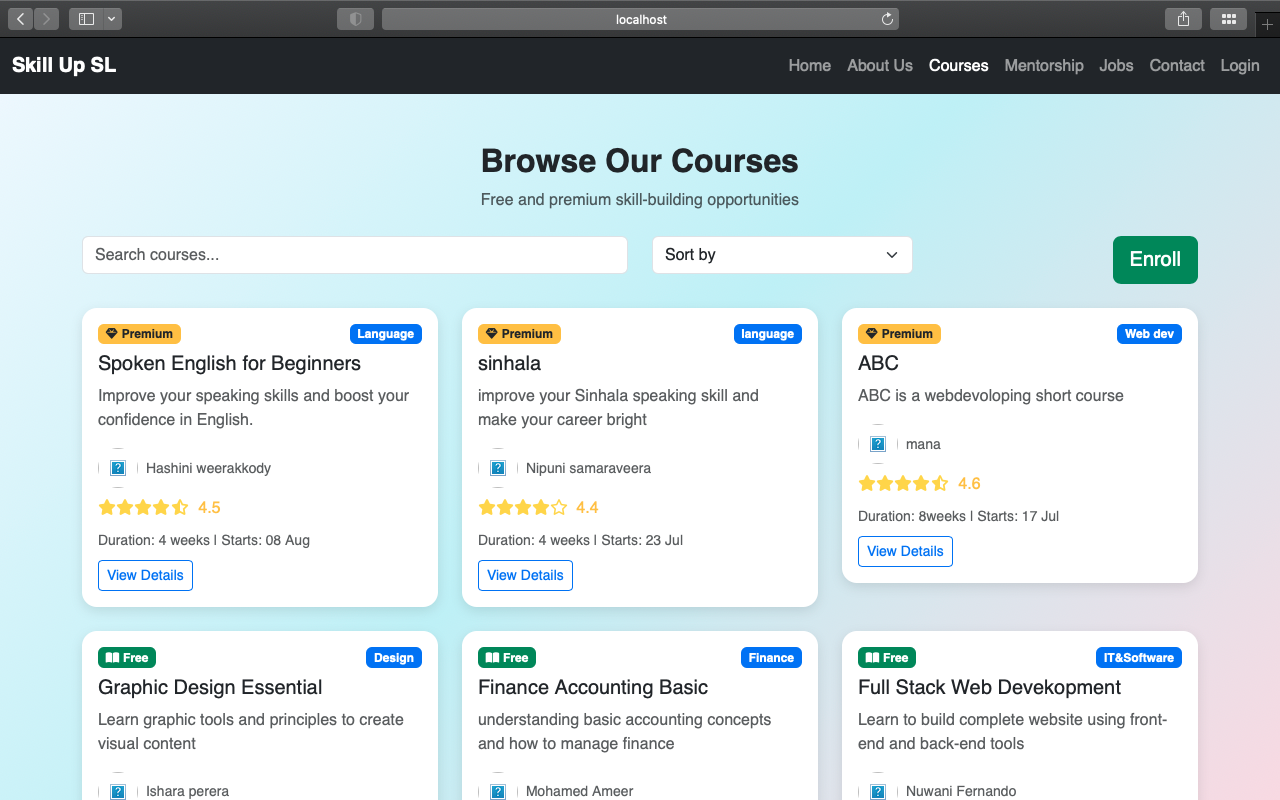 localhost
Skill Up SL
Home About Us Courses Mentorship Jobs Contact Login
Browse Our Courses
Free and premium skill-building opportunities
Search courses...
Sort by
Enroll
Premium Language
Spoken English for Beginners
Improve your speaking skills and boost your
confidence in English.
Hashini weerakkody
4.5
Duration: 4 weeks | Starts: 08 Aug
View Details
Premium language
sinhala
improve your Sinhala speaking skill and
make your career bright
Nipuni samaraveera
4.4
Duration: 4 weeks | Starts: 23 Jul
View Details
Premium Web dev
ABC
ABC is a webdevoloping short course
mana
4.6
Duration: 8weeks | Starts: 17 Jul
View Details
Free Design
Graphic Design Essential
Learn graphic tools and principles to create
visual content
Ishara perera
Free Finance
Finance Accounting Basic
understanding basic accounting concepts
and how to manage finance
Mohamed Ameer
Free IT&Software
Full Stack Web Devekopment
Learn to build complete website using front-
end and back-end tools
Nuwani Fernando